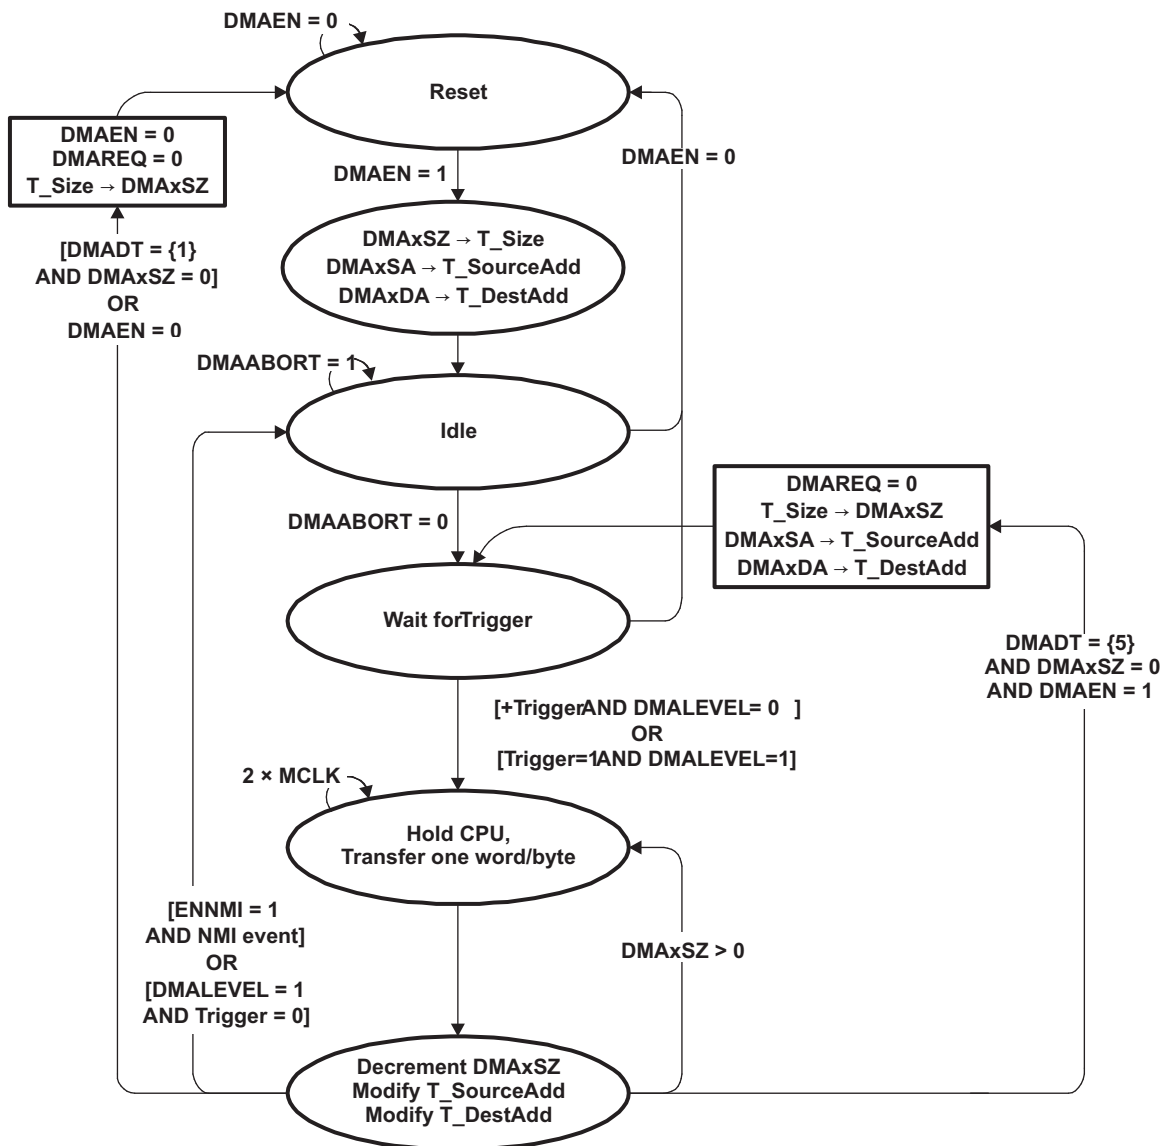 DMAEN = 0
Reset
DMAEN = 0
DMAREQ = 0
T_Size → DMAxSZ
DMAEN = 0
DMAEN = 1
[DMADT = {1}
AND DMAxSZ = 0]
OR
DMAEN = 0
DMAxSZ → T_Size
DMAxSA → T_SourceAdd
DMAxDA → T_DestAdd
DMAABORT = 1
Idle
DMAABORT = 0
DMAREQ = 0
T_Size → DMAxSZ
DMAxSA → T_SourceAdd
DMAxDA → T_DestAdd
Wait forTrigger
DMADT = {5}
AND DMAxSZ = 0
AND DMAEN = 1
[+TriggerAND DMALEVEL= 0 ]
OR
[Trigger=1AND DMALEVEL=1]
2 × MCLK
Hold CPU,
Transfer one word/byte
[ENNMI = 1
AND NMI event]
OR
[DMALEVEL = 1
AND Trigger = 0]
DMAxSZ > 0
Decrement DMAxSZ
Modify T_SourceAdd
Modify T_DestAdd